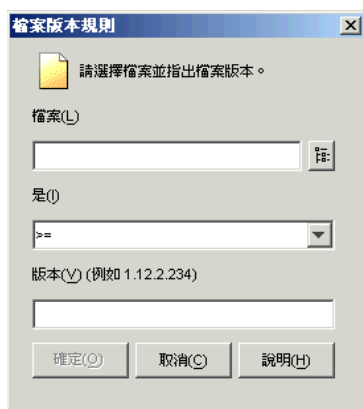 檔案版本規則
請選擇檔案並指出檔案版本。
檔案(L)
是(I)
>=
版本(V) (例如 1.12.2.234)
確定(O)
取消(C)
說明(H)